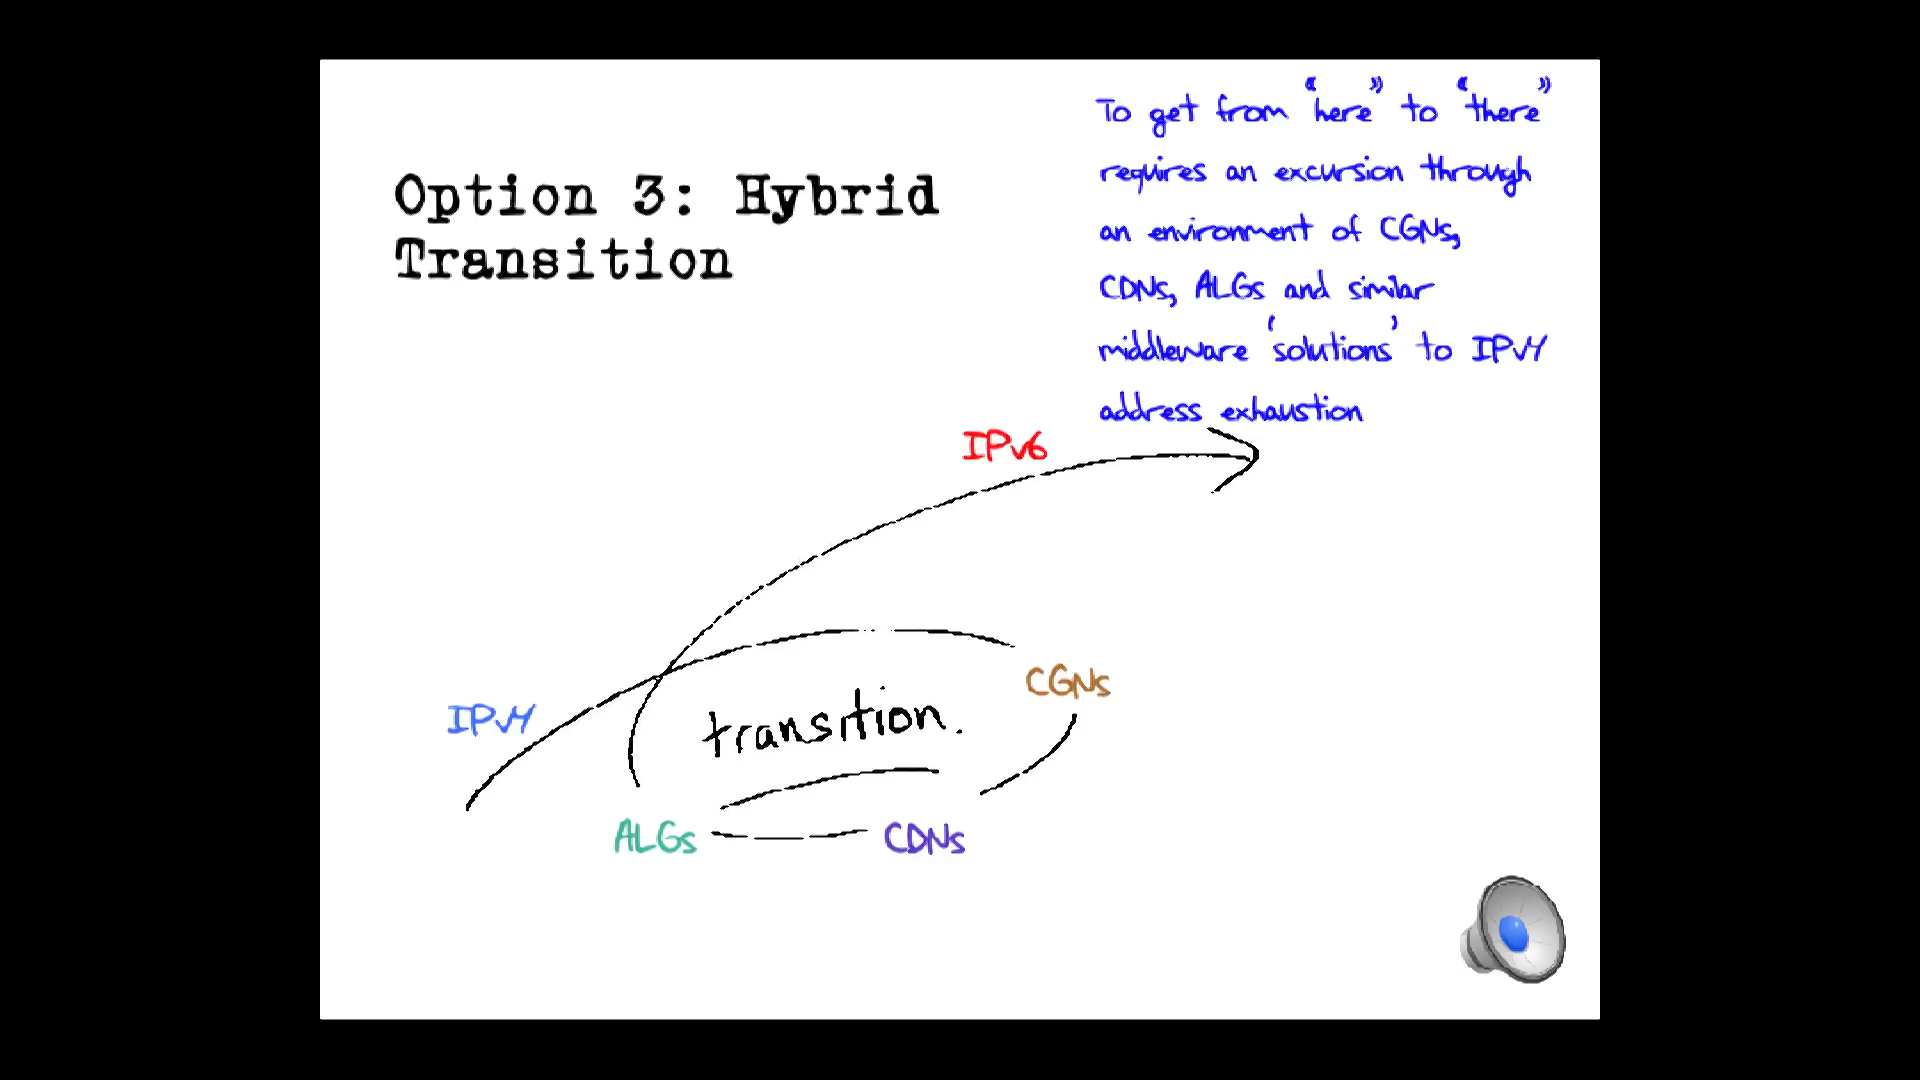 Option 3: Hybrid
Transition
To get from "here" to "there"
requires an excursion through
an environment of CGNs,
CDNs, ALGs and similar
middleware 'solutions' to IPv4
address exhaustion
IPv6
IPv4
CGNs
transition.
ALGs
CDNs